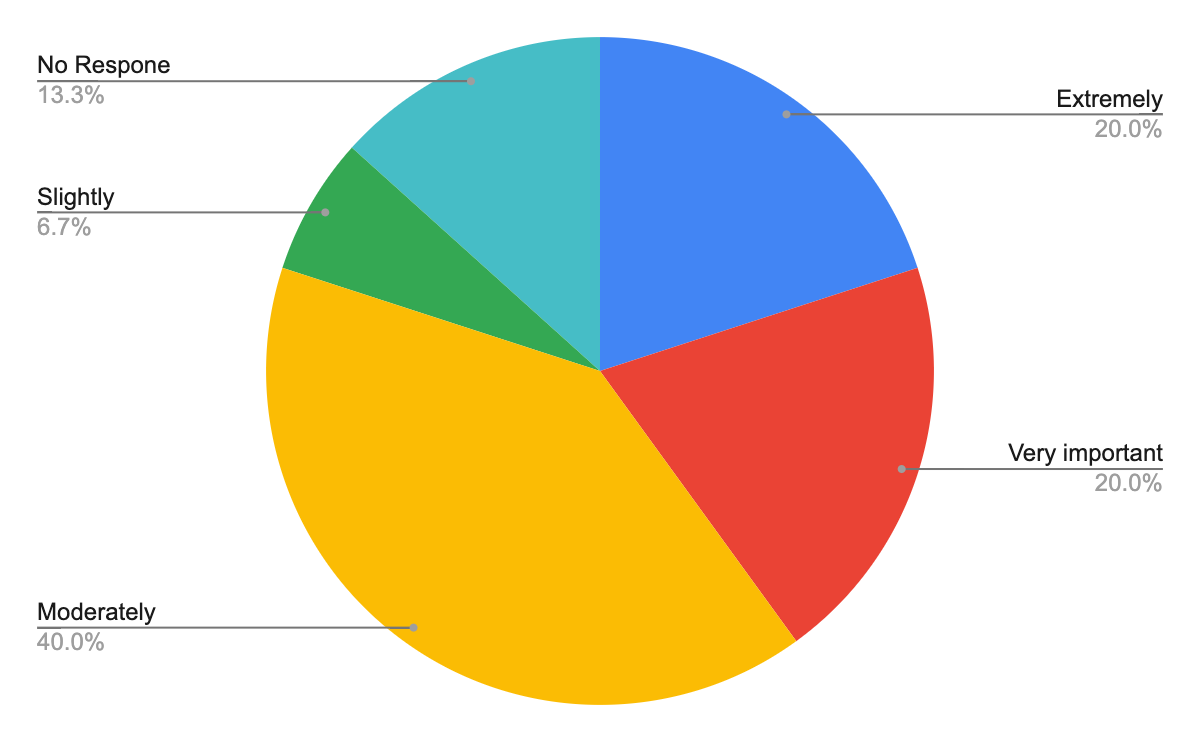 No Respone
13.3%
Extremely
20.0%
Slightly
6.7%
Very important
20.0%
Moderately
40.0%